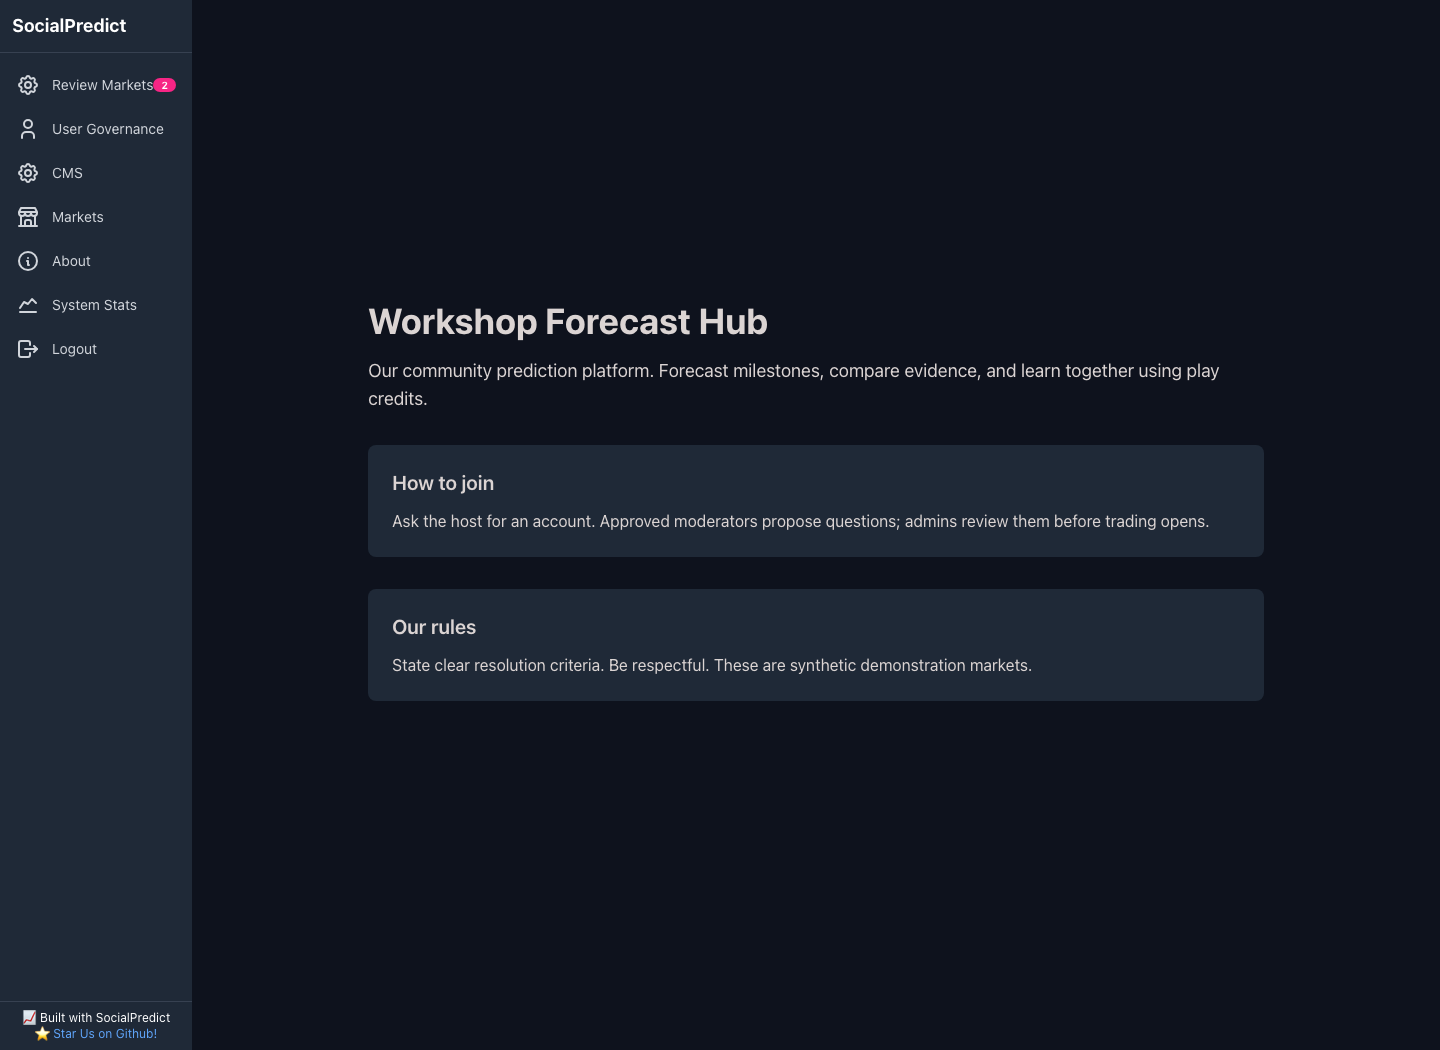 SocialPredict
Review Markets 2
User Governance
CMS
Markets
About
System Stats
Logout
Workshop Forecast Hub
Our community prediction platform. Forecast milestones, compare evidence, and learn together using play
credits.
How to join
Ask the host for an account. Approved moderators propose questions; admins review them before trading opens.
Our rules
State clear resolution criteria. Be respectful. These are synthetic demonstration markets.
📈 Built with SocialPredict
⭐ Star Us on Github!